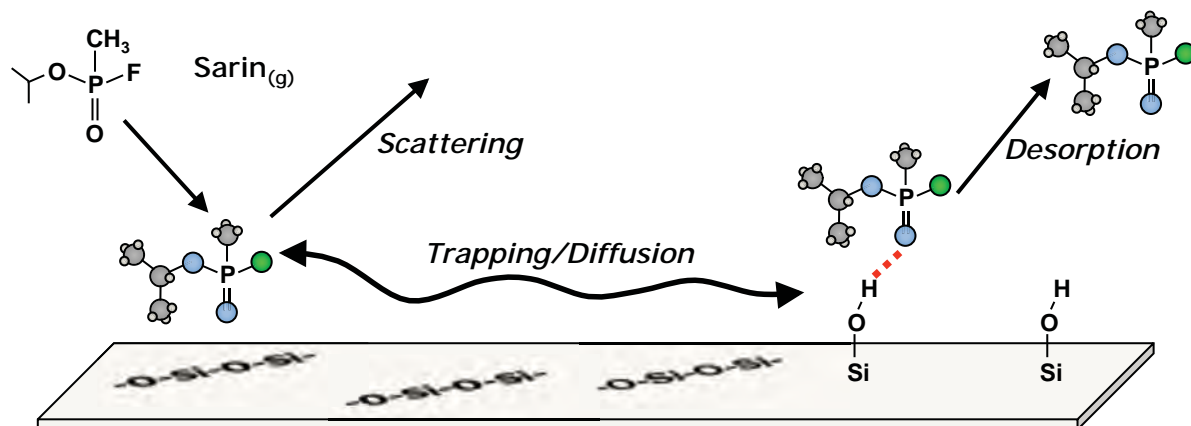 CH3
O
P
F
O
Sarin(g)
Scattering
Desorption
P
P
P
Trapping/Diffusion
H
O
Si
H
O
Si
-O-Si-O-Si-
-O-Si-O-Si-
-O-Si-O-Si-